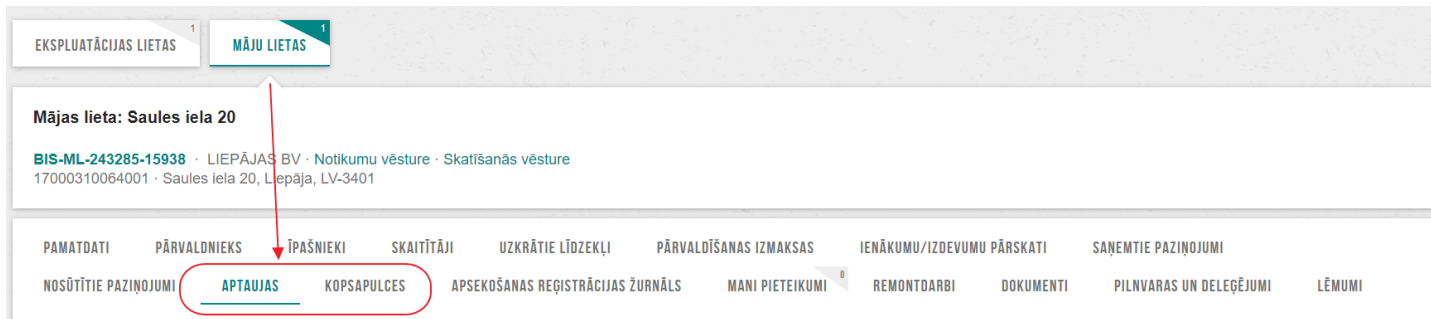 EKSPLUATĀCIJAS LIETAS 1 MĀJU LIETAS 1
Mājas lieta: Saules iela 20
BIS-ML-243285-15938 · LIEPĀJAS BV · Notikumu vēsture · Skatīšanās vēsture
17000310064001 · Saules iela 20, Liepāja, LV-3401
PAMATDATI PĀRVALDNIEKS ĪPAŠNIEKI SKAITĪTĀJI UZKRĀTIE LĪDZEKĻI PĀRVALDĪŠANAS IZMAKSAS IENĀKUMU/IZDEVUMU PĀRSKATI SAŅEMTIE PAZIŅOJUMI
NOSŪTĪTIE PAZIŅOJUMI APTAUJAS KOPSAPULCES APSEKOŠANAS REĢISTRĀCIJAS ŽURNĀLS MANI PIETEIKUMI 0 REMONTDARBI DOKUMENTI PILNVARAS UN DELEĢĒJUMI LĒMUMI